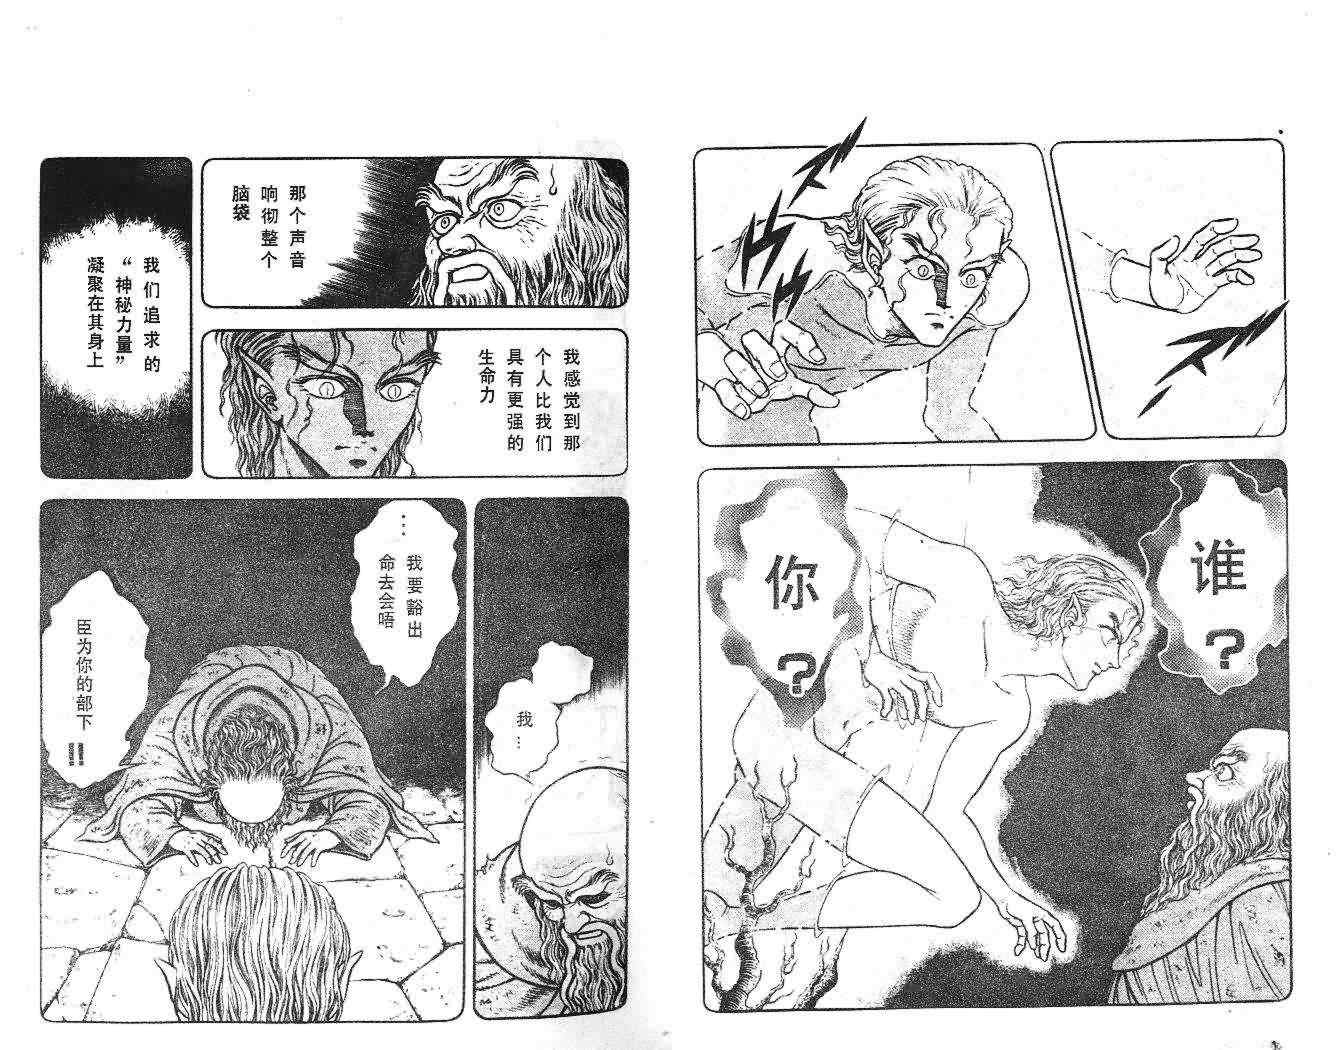 谁?
你?
那个声音
响彻整个
脑袋
我感觉到那
个人比我们
具有更强的
生命力
我们追求的
“神秘力量”
凝聚在其身上
我…
…我要豁出
命去会唔
臣为你的部下
!!!